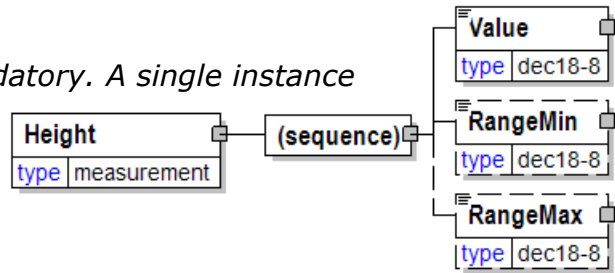 Value
type dec18-8
datory. A single instance
RangeMin
Height
(sequence)
type measurement
type dec18-8
RangeMax
type dec18-8